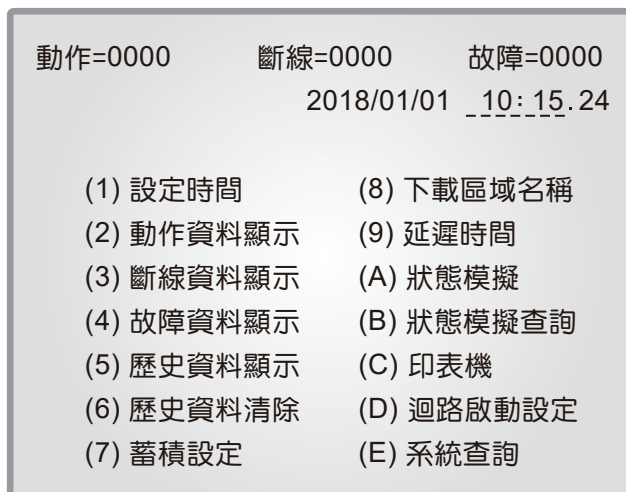 動作=0000 斷線=0000 故障=0000
2018/01/01 10:15.24
(1) 設定時間 (8) 下載區域名稱
(2) 動作資料顯示 (9) 延遲時間
(3) 斷線資料顯示 (A) 狀態模擬
(4) 故障資料顯示 (B) 狀態模擬查詢
(5) 歷史資料顯示 (C) 印表機
(6) 歷史資料清除 (D) 迴路啟動設定
(7) 蓄積設定 (E) 系統查詢